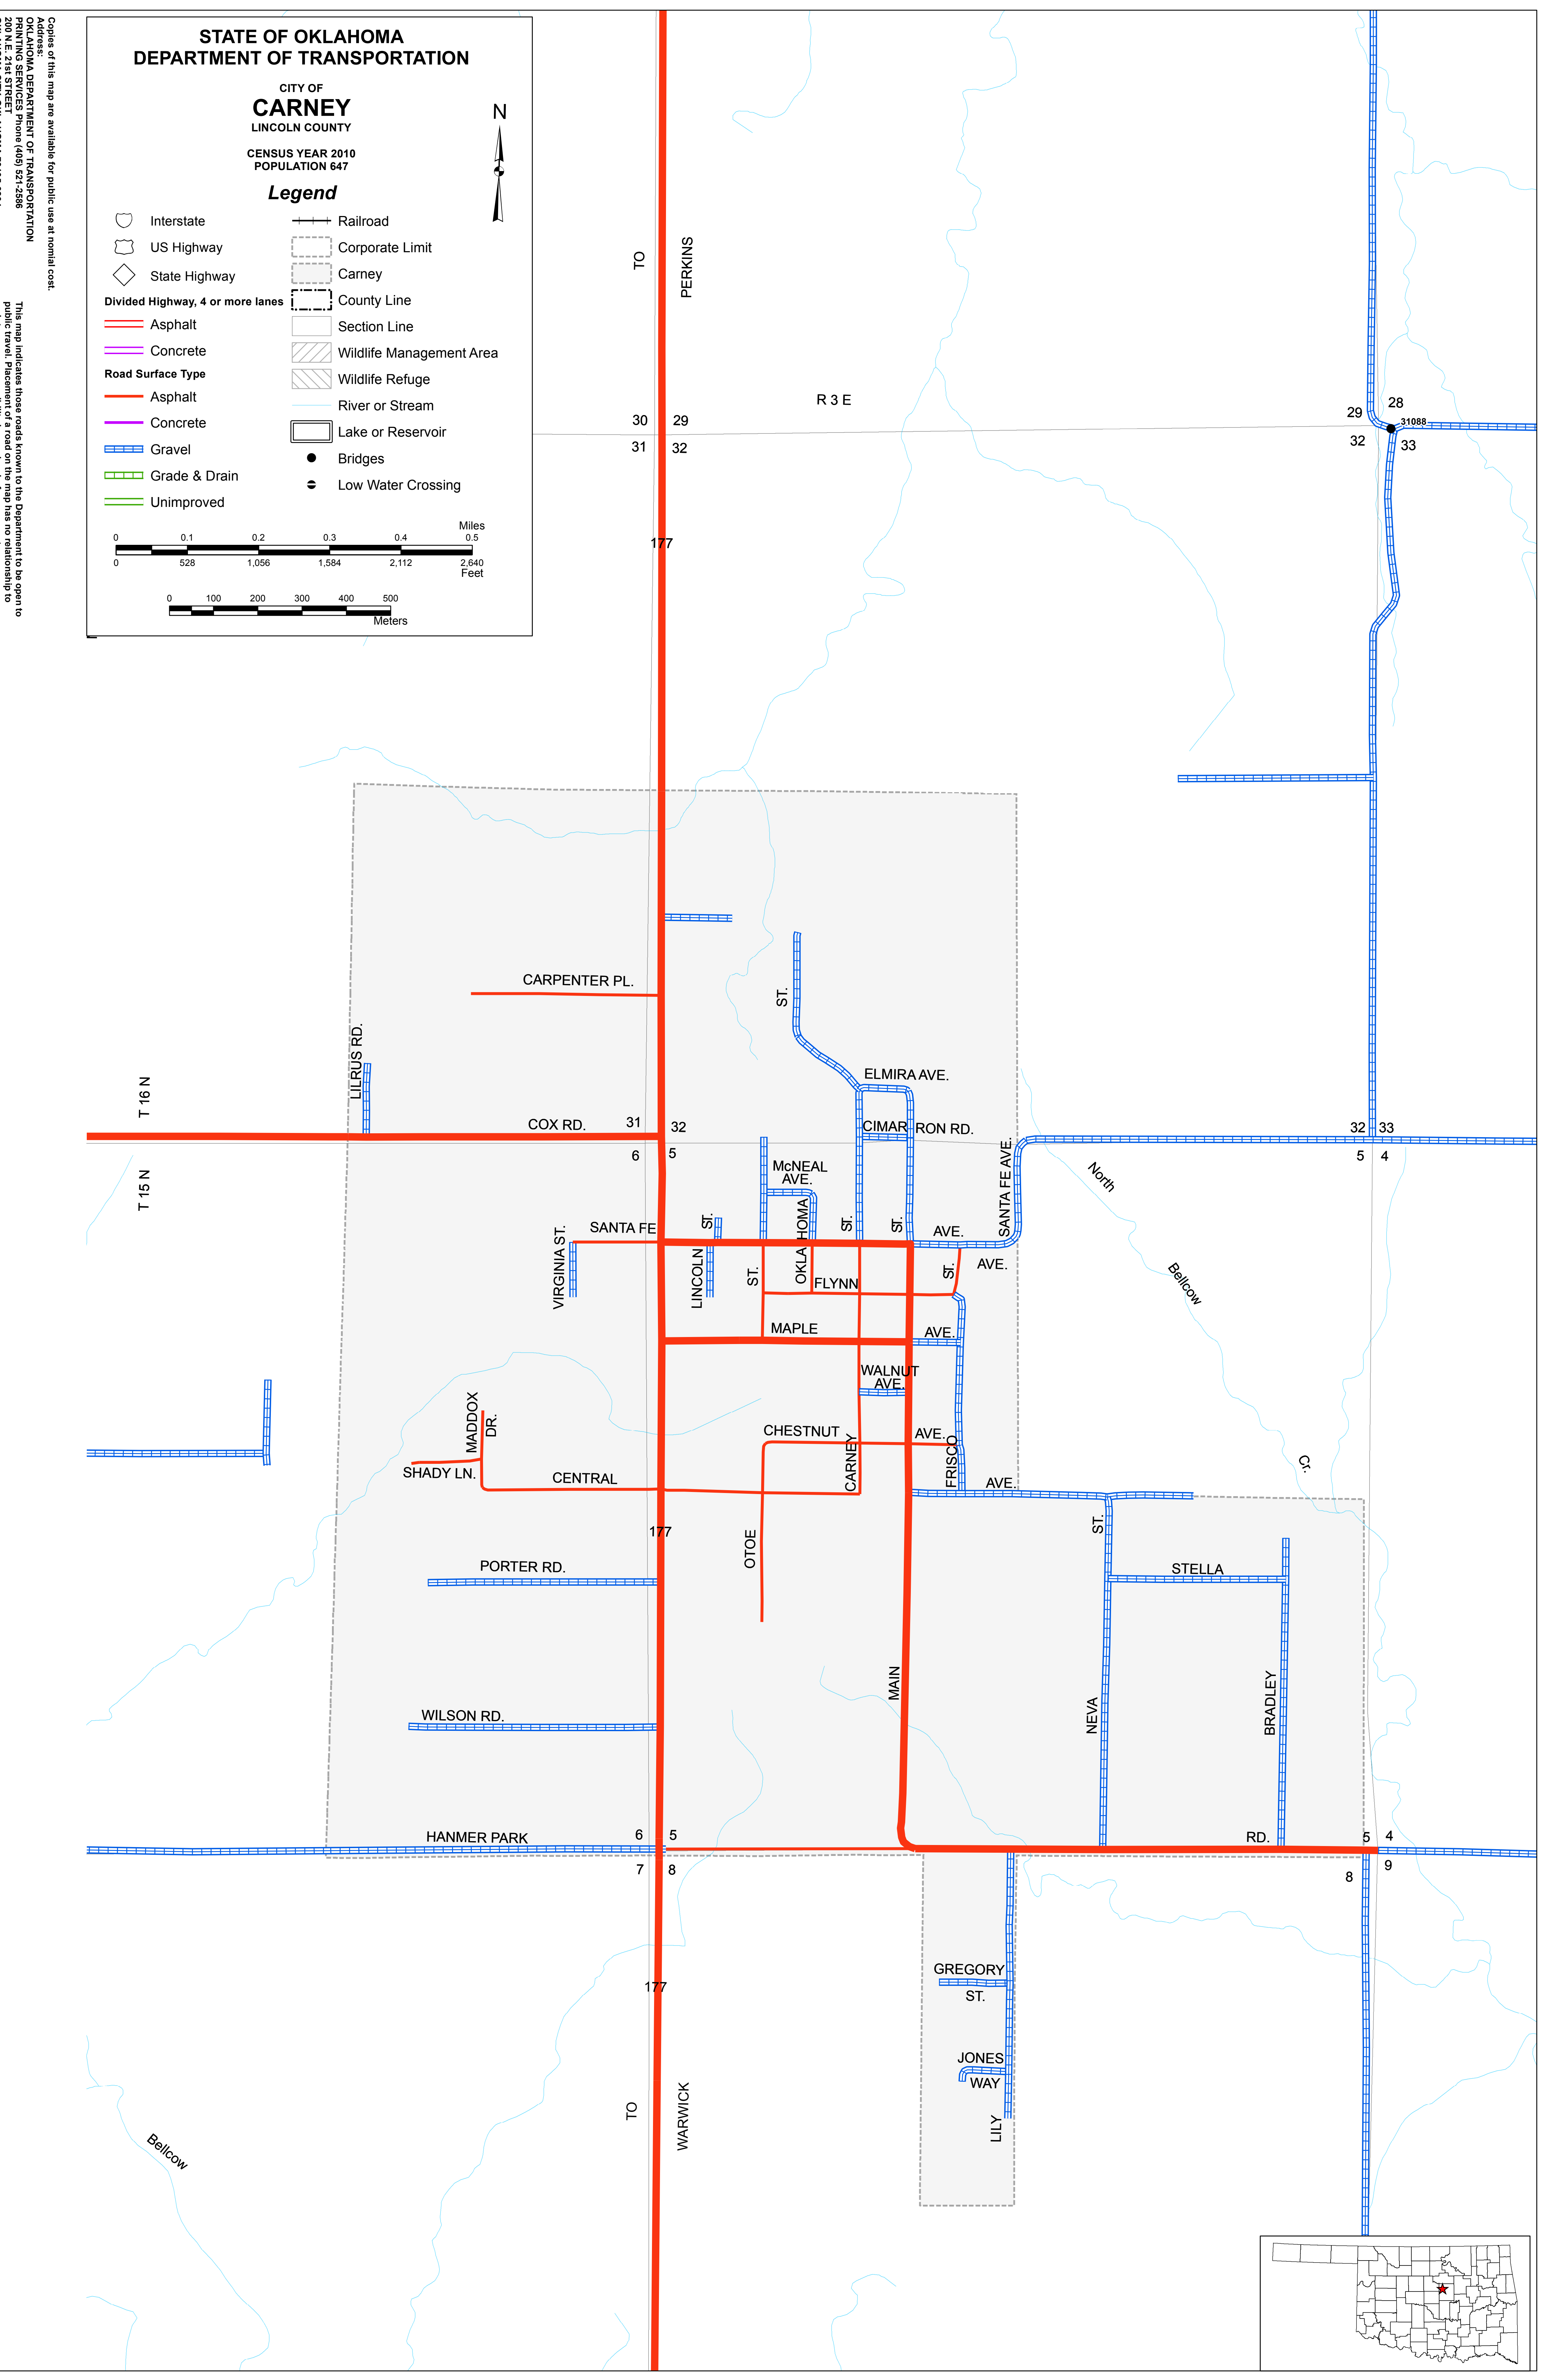 Copies of this map are available for public use at nomial cost.
Address:
OKLAHOMA DEPARTMENT OF TRANSPORTATION
PRINTING SERVICES Phone (405) 521-2586
200 N.E. 21st STREET
This map indicates those roads known to the Department to be open to
public travel. Placement of a road on the map has no relationship to
STATE OF OKLAHOMA
DEPARTMENT OF TRANSPORTATION
CITY OF
CARNEY
LINCOLN COUNTY
CENSUS YEAR 2010
POPULATION 647
N
Legend
Interstate
US Highway
State Highway
Divided Highway, 4 or more lanes
Asphalt
Concrete
Road Surface Type
Asphalt
Concrete
Gravel
Grade & Drain
Unimproved
Railroad
Corporate Limit
Carney
County Line
Section Line
Wildlife Management Area
Wildlife Refuge
River or Stream
Lake or Reservoir
Bridges
Low Water Crossing
Miles
0 0.1 0.2 0.3 0.4 0.5
0 528 1,056 1,584 2,112 2,640
Feet
0 100 200 300 400 500
Meters
TO PERKINS
R 3 E
30 29
31 32
29 28
31088
32 33
177
CARPENTER PL.
ST.
LILRUS RD.
ELMIRA AVE.
T 16 N
COX RD.
31 32
CIMAR RON RD.
32 33
6 5
5 4
T 15 N
McNEAL
AVE.
SANTA FE AVE.
North
VIRGINIA ST.
SANTA FE
ST.
OKLAHOMA
ST.
ST.
AVE.
LINCOLN
ST.
FLYNN
ST.
AVE.
Bellcow
MAPLE
AVE.
WALNUT
AVE.
MADDOX
DR.
CHESTNUT
AVE.
CARNEY
FRISCO
Cr.
SHADY LN.
CENTRAL
AVE.
177
ST.
OTOE
PORTER RD.
STELLA
MAIN
NEVA
BRADLEY
WILSON RD.
HANMER PARK
6 5
RD.
5 4
7 8
8 9
GREGORY
ST.
177
JONES
WAY
LILY
TO WARWICK
Bellcow